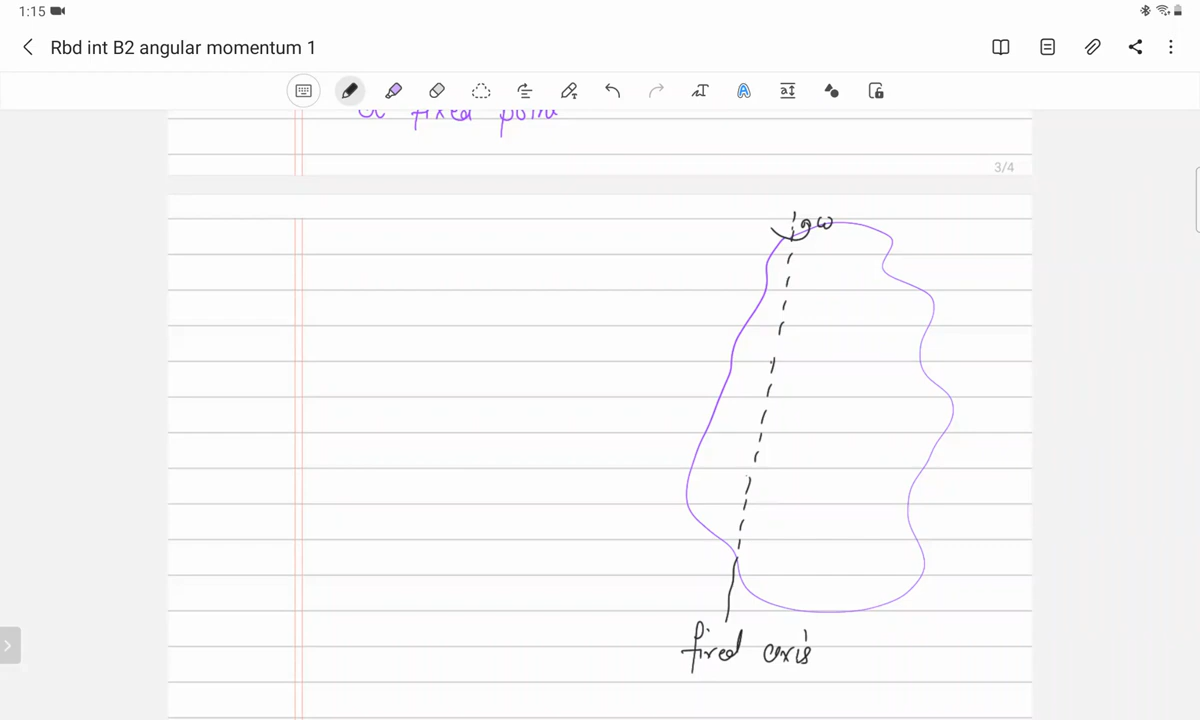 1:15
Rbd int B2 angular momentum 1
a fixed point
3/4
ω
fixed axis